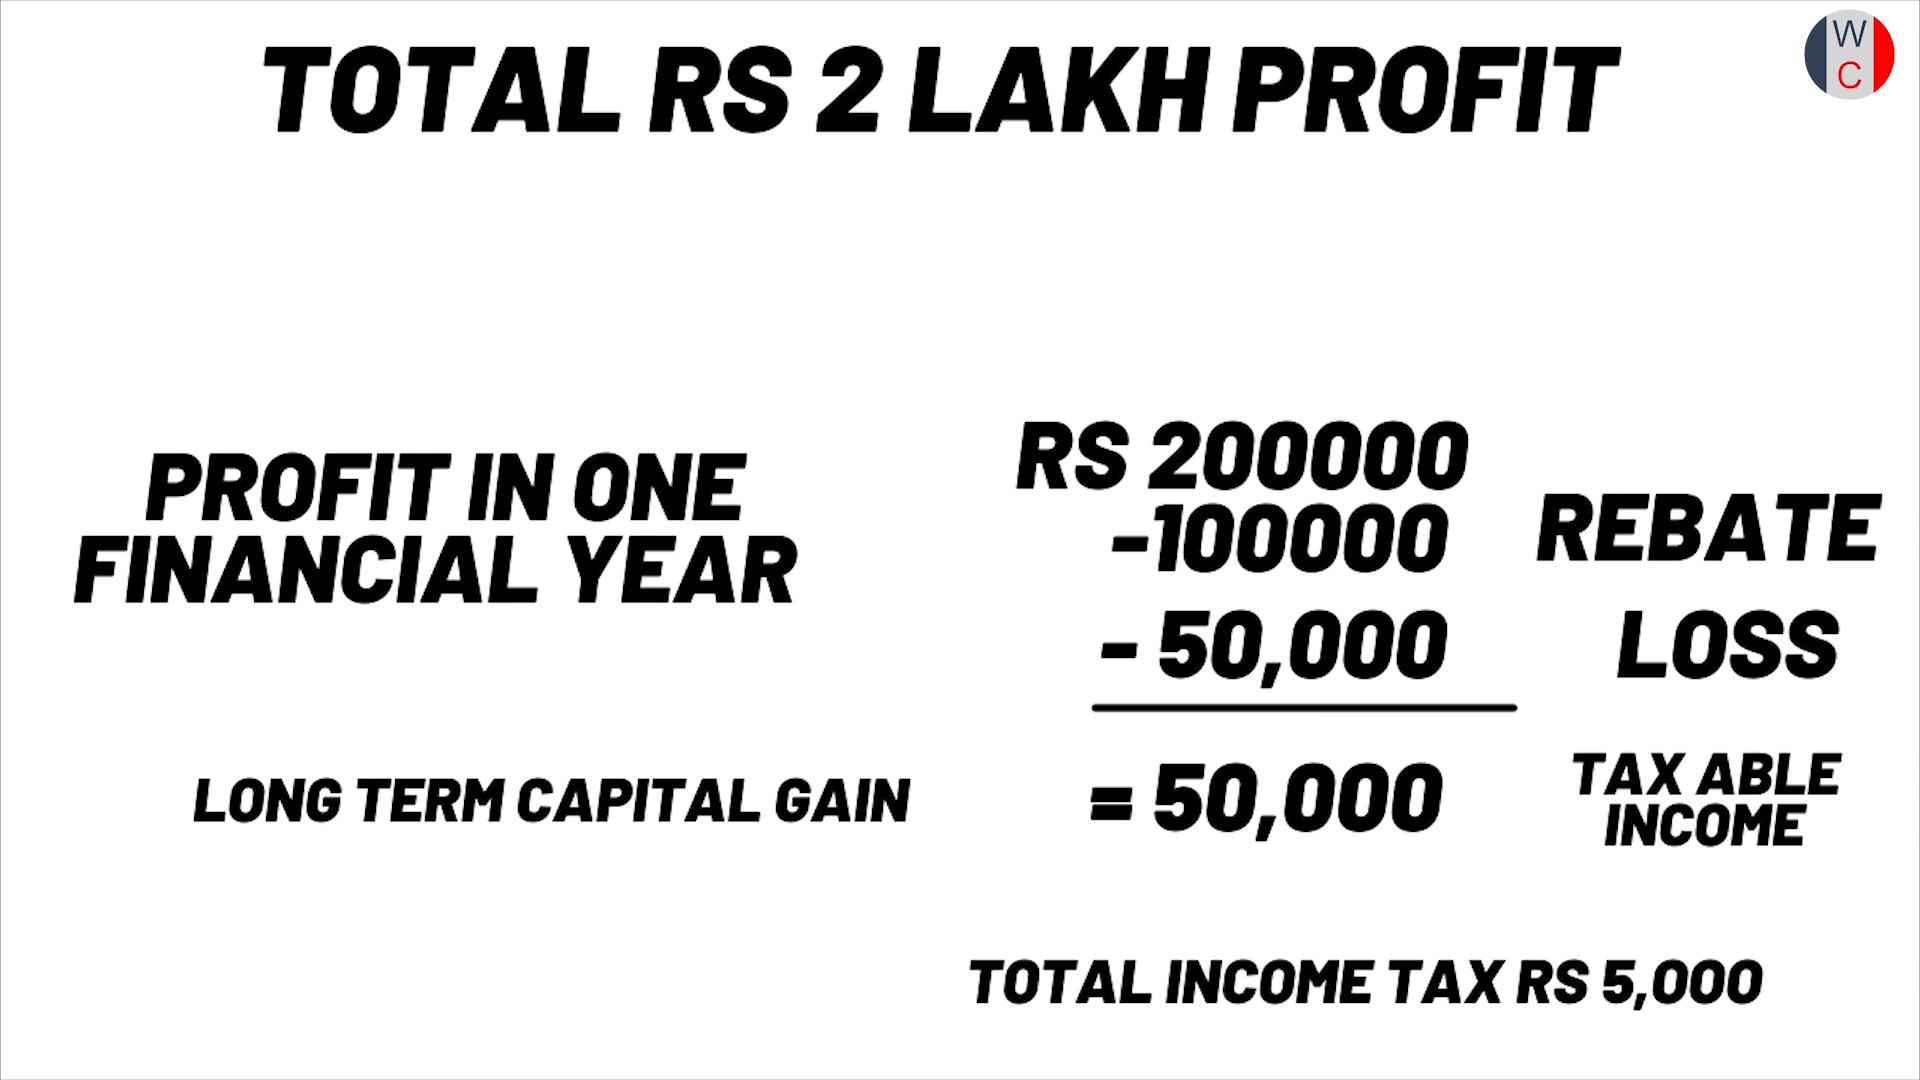 TOTAL RS 2 LAKH PROFIT
W
C
PROFIT IN ONE
FINANCIAL YEAR
RS 200000
-100000
REBATE
- 50,000
LOSS
LONG TERM CAPITAL GAIN
= 50,000
TAX ABLE
INCOME
TOTAL INCOME TAX RS 5,000